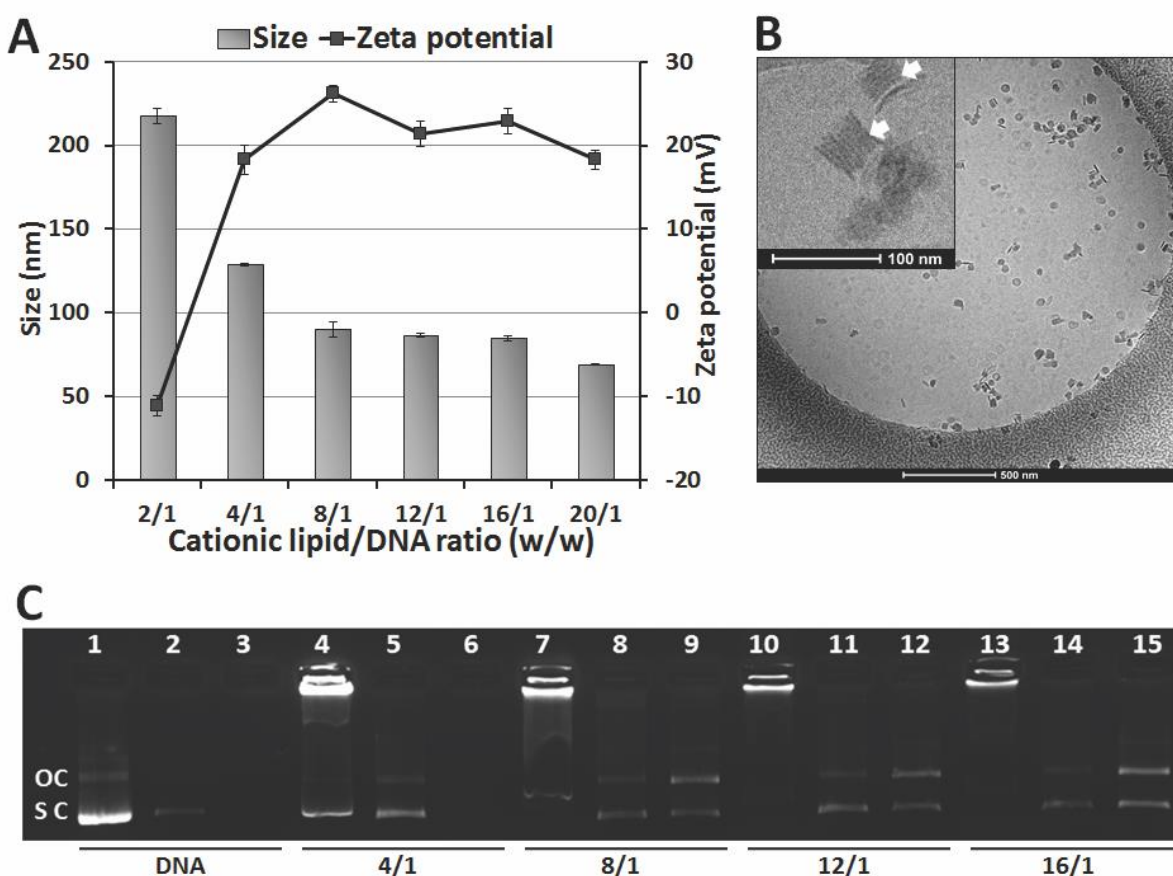 A
Size Zeta potential
250
200
150
100
50
0
Size (nm)
30
20
10
0
-10
-20
Zeta potential (mV)
2/1 4/1 8/1 12/1 16/1 20/1
Cationic lipid/DNA ratio (w/w)
B
100 nm
500 nm
C
1 2 3 4 5 6 7 8 9 10 11 12 13 14 15
OC
S C
DNA 4/1 8/1 12/1 16/1